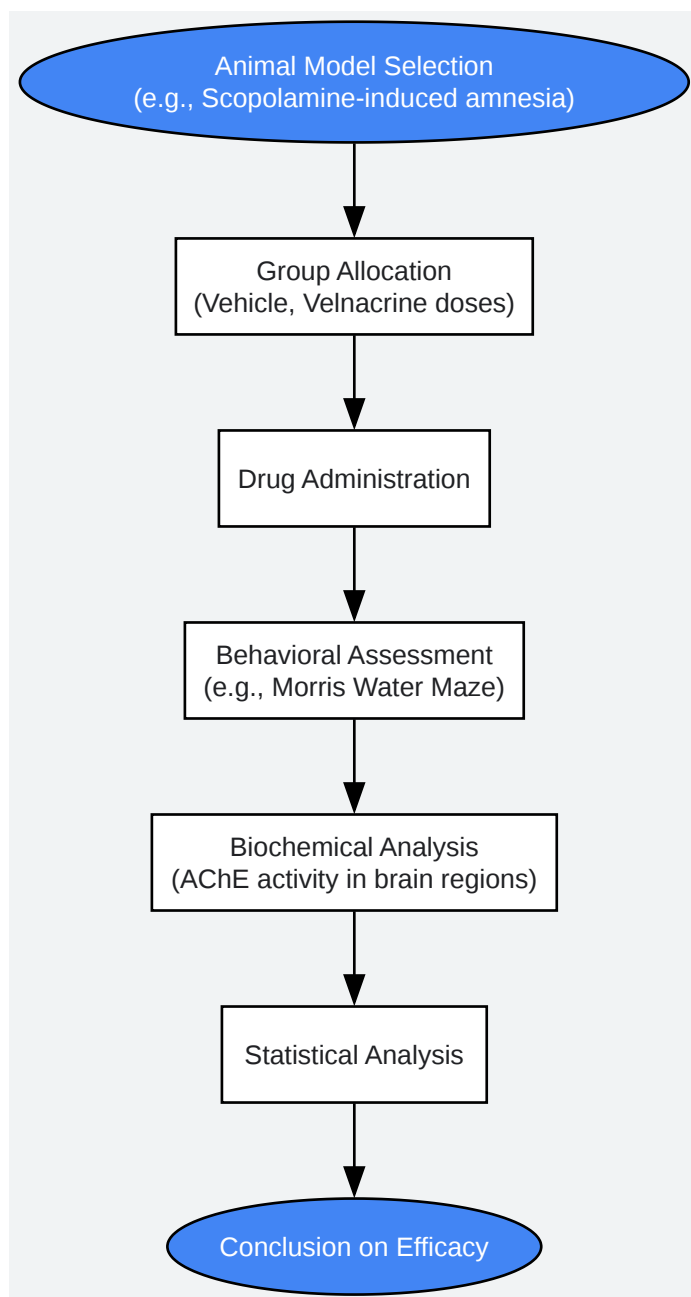 Animal Model Selection
(e.g., Scopolamine-induced amnesia)
Group Allocation
(Vehicle, Velnacrine doses)
Drug Administration
Behavioral Assessment
(e.g., Morris Water Maze)
Biochemical Analysis
(AChE activity in brain regions)
Statistical Analysis
Conclusion on Efficacy